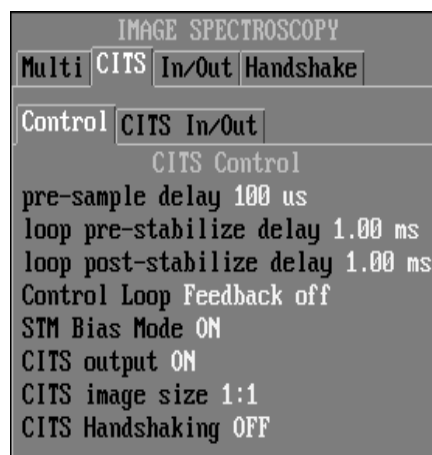 IMAGE SPECTROSCOPY
Multi CITS In/Out Handshake
Control CITS In/Out
CITS Control
pre-sample delay 100 us
loop pre-stabilize delay 1.00 ms
loop post-stabilize delay 1.00 ms
Control Loop Feedback off
STM Bias Mode ON
CITS output ON
CITS image size 1:1
CITS Handshaking OFF